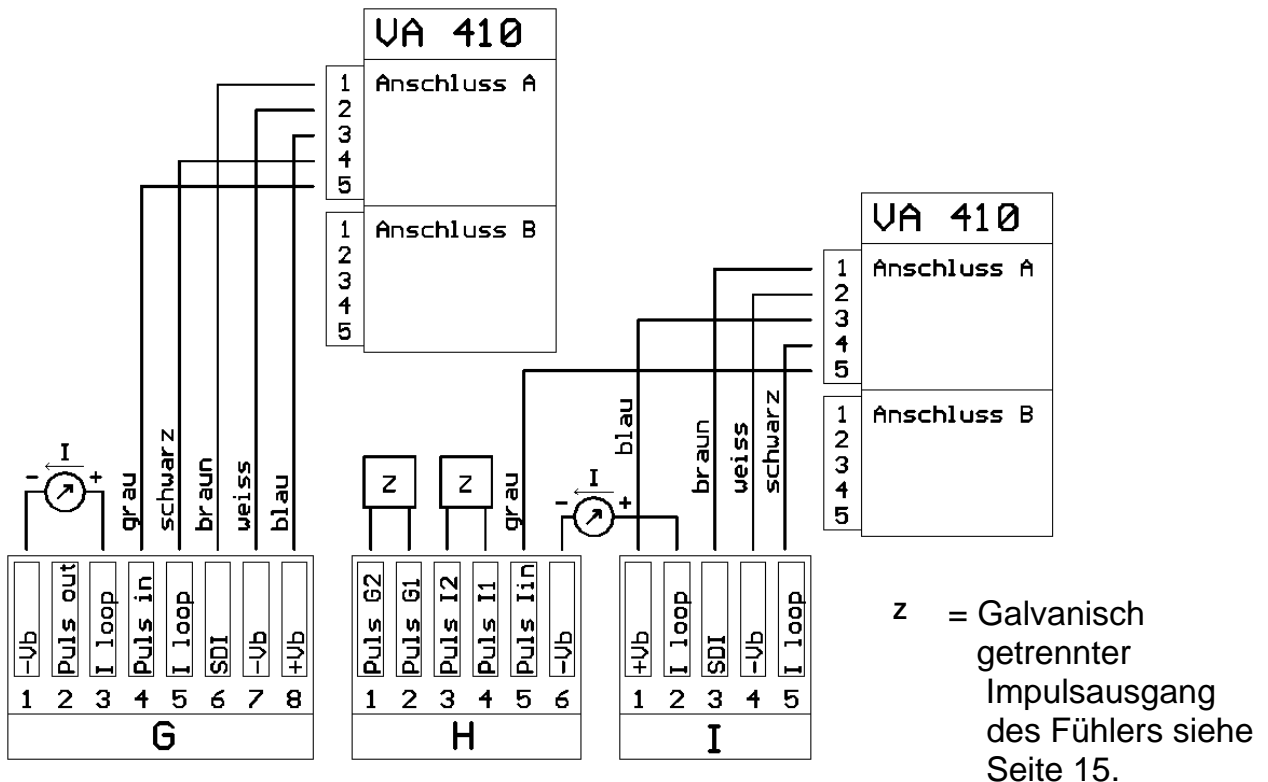 VA 410
1 Anschluss A
2
3
4
5
1 Anschluss B
2
3
4
5
VA 410
1 Anschluss A
2
3
4
5
1 Anschluss B
2
3
4
5
I
- +
grau
schwarz
braun
weiss
blau
z
z
grau
I
- +
blau
braun
weiss
schwarz
-Vb
Puls out
I loop
Puls in
I loop
SDI
-Vb
+Vb
1 2 3 4 5 6 7 8
G
Puls G2
Puls G1
Puls I2
Puls I1
Puls Iin
-Vb
1 2 3 4 5 6
H
+Vb
I loop
SDI
-Vb
I loop
1 2 3 4 5
I
z = Galvanisch
getrennter
Impulsausgang
des Fühlers siehe
Seite 15.